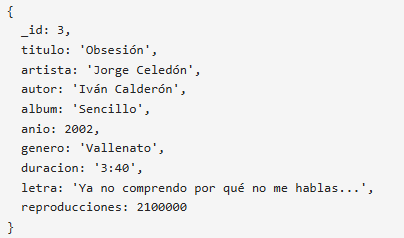 {
_id: 3,
titulo: 'Obsesión',
artista: 'Jorge Celedón',
autor: 'Iván Calderón',
album: 'Sencillo',
anio: 2002,
genero: 'Vallenato',
duracion: '3:40',
letra: 'Ya no comprendo por qué no me hablas...',
reproducciones: 2100000
}